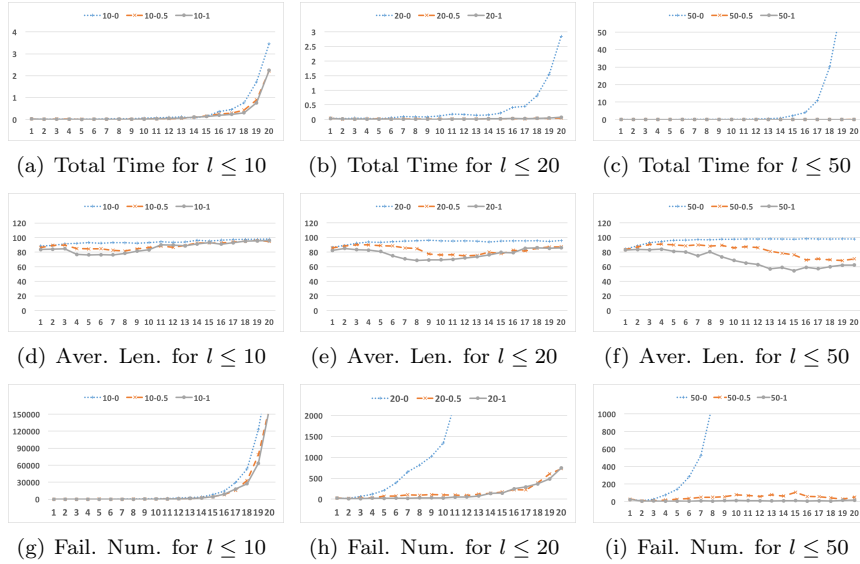 10-0 10-0.5 10-1
20-0 20-0.5 20-1
50-0 50-0.5 50-1
4
3
2
1
0
1 2 3 4 5 6 7 8 9 10 11 12 13 14 15 16 17 18 19 20
3
2.5
2
1.5
1
0.5
0
1 2 3 4 5 6 7 8 9 10 11 12 13 14 15 16 17 18 19 20
50
40
30
20
10
0
1 2 3 4 5 6 7 8 9 10 11 12 13 14 15 16 17 18 19 20
(a) Total Time for l ≤ 10
(b) Total Time for l ≤ 20
(c) Total Time for l ≤ 50
10-0 10-0.5 10-1
20-0 20-0.5 20-1
50-0 50-0.5 50-1
120
100
80
60
40
20
0
1 2 3 4 5 6 7 8 9 10 11 12 13 14 15 16 17 18 19 20
120
100
80
60
40
20
0
1 2 3 4 5 6 7 8 9 10 11 12 13 14 15 16 17 18 19 20
120
100
80
60
40
20
0
1 2 3 4 5 6 7 8 9 10 11 12 13 14 15 16 17 18 19 20
(d) Aver. Len. for l ≤ 10
(e) Aver. Len. for l ≤ 20
(f) Aver. Len. for l ≤ 50
10-0 10-0.5 10-1
20-0 20-0.5 20-1
50-0 50-0.5 50-1
150000
120000
90000
60000
30000
0
1 2 3 4 5 6 7 8 9 10 11 12 13 14 15 16 17 18 19 20
2000
1500
1000
500
0
1 2 3 4 5 6 7 8 9 10 11 12 13 14 15 16 17 18 19 20
1000
800
600
400
200
0
1 2 3 4 5 6 7 8 9 10 11 12 13 14 15 16 17 18 19 20
(g) Fail. Num. for l ≤ 10
(h) Fail. Num. for l ≤ 20
(i) Fail. Num. for l ≤ 50